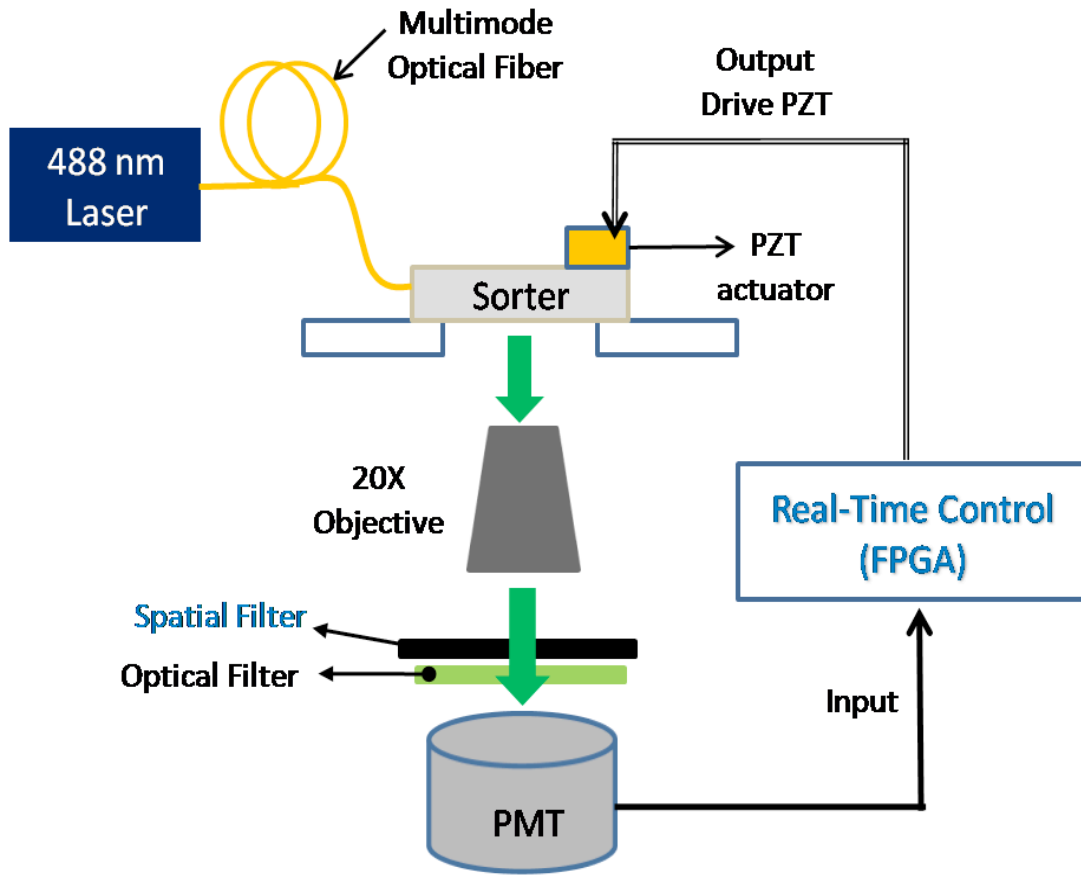 Multimode
Optical Fiber
Output
Drive PZT
488 nm
Laser
PZT
actuator
Sorter
20X
Objective
Real-Time Control
(FPGA)
Spatial Filter
Optical Filter
Input
PMT